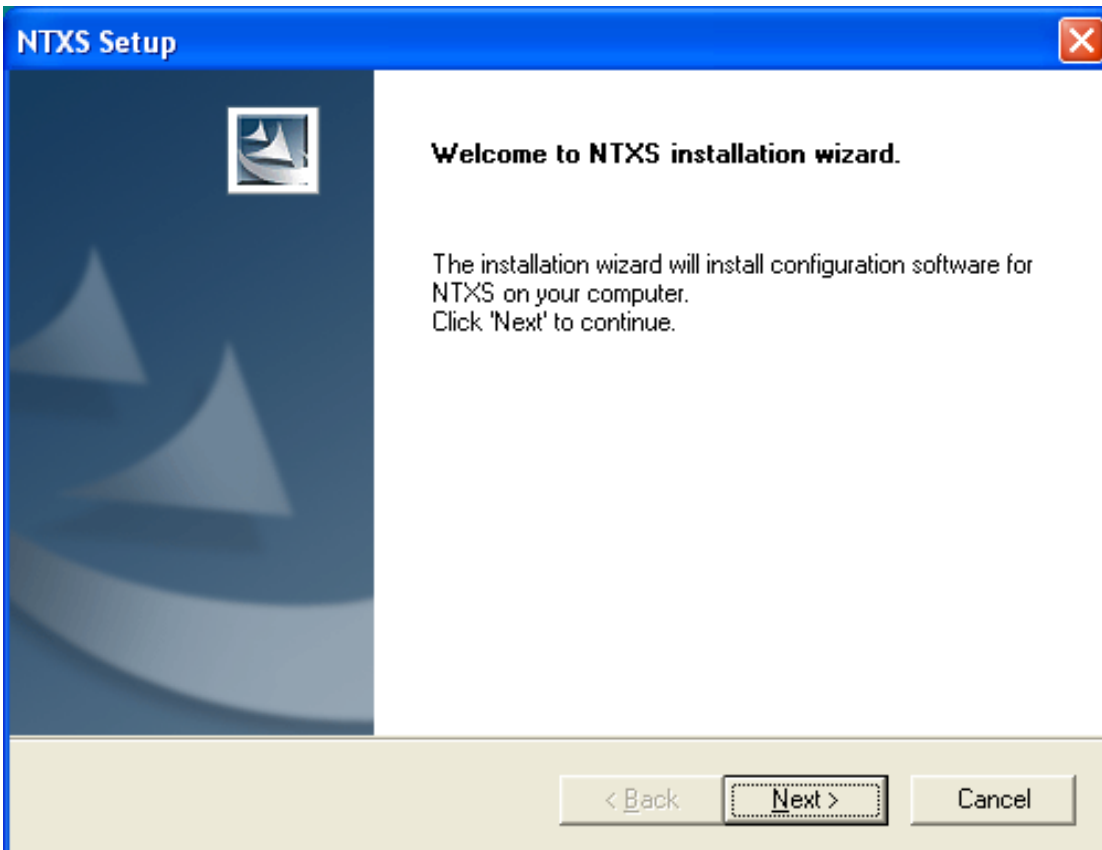 NTXS Setup
Welcome to NTXS installation wizard.
The installation wizard will install configuration software for
NTXS on your computer.
Click 'Next' to continue.
< Back
Next >
Cancel